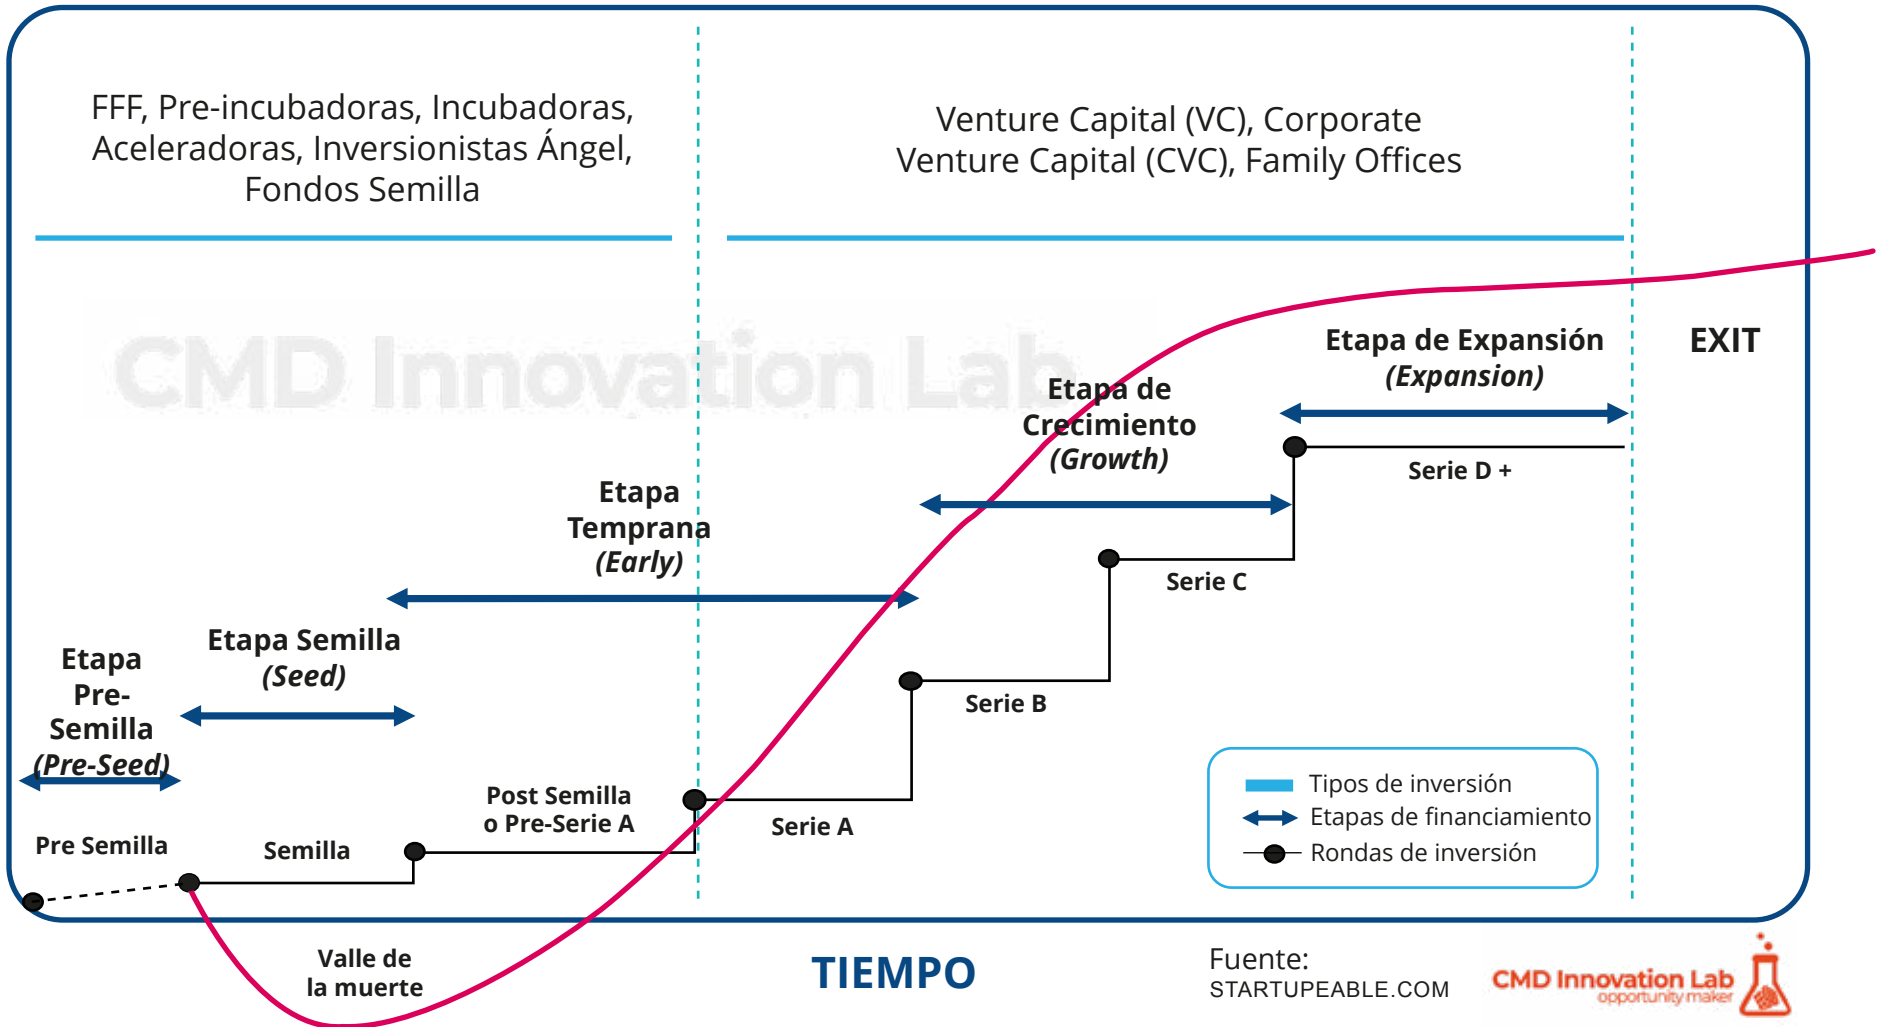 FFF, Pre-incubadoras, Incubadoras,
Aceleradoras, Inversionistas Ángel,
Fondos Semilla
Venture Capital (VC), Corporate
Venture Capital (CVC), Family Offices
CMD Innovation Lab
Etapa de Expansión
(Expansion)
EXIT
Etapa de
Crecimiento
(Growth)
Serie D +
Etapa
Temprana
(Early)
Serie C
Etapa Semilla
(Seed)
Etapa
Pre-
Semilla
(Pre-Seed)
Serie B
Post Semilla
o Pre-Serie A
Serie A
Pre Semilla
Semilla
Tipos de inversión
Etapas de financiamiento
Rondas de inversión
Valle de
la muerte
TIEMPO
Fuente:
STARTUPEABLE.COM
CMD Innovation Lab
opportunity maker